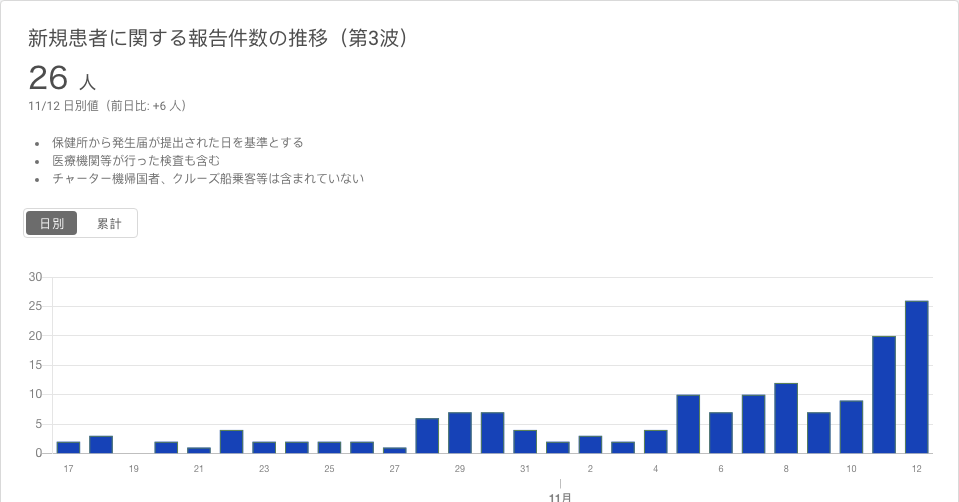 新規患者に関する報告件数の推移（第3波）
26 人
11/12 日別値（前日比: +6 人）
保健所から発生届が提出された日を基準とする
医療機関等が行った検査も含む
チャーター機帰国者、クルーズ船乗客等は含まれていない
日別 累計
30
25
20
15
10
5
0
17 19 21 23 25 27 29 31 2 4 6 8 10 12
11月